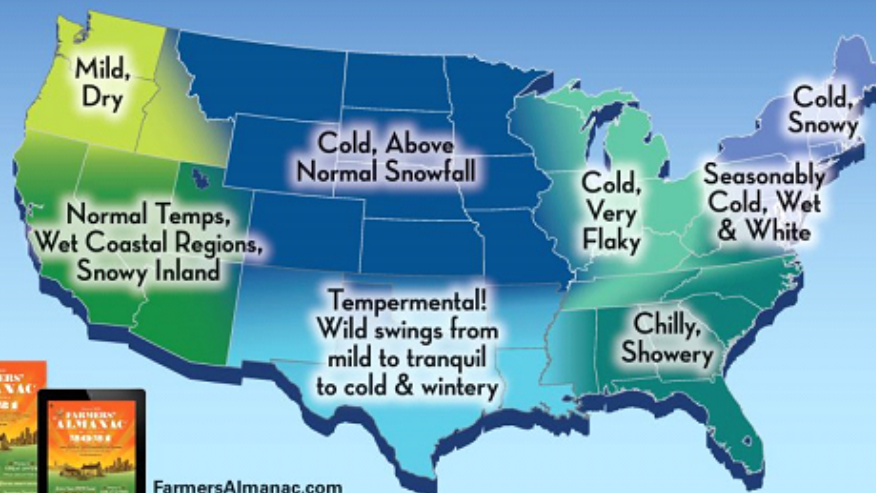 Mild,
Dry
Cold,
Snowy
Cold, Above
Normal Snowfall
Seasonably
Cold, Wet
& White
Cold,
Very
Flaky
Normal Temps,
Wet Coastal Regions,
Snowy Inland
Tempermental!
Wild swings from
mild to tranquil
to cold & wintery
Chilly,
Showery
FARMERS'
ALMANAC
2021
FarmersAlmanac.com